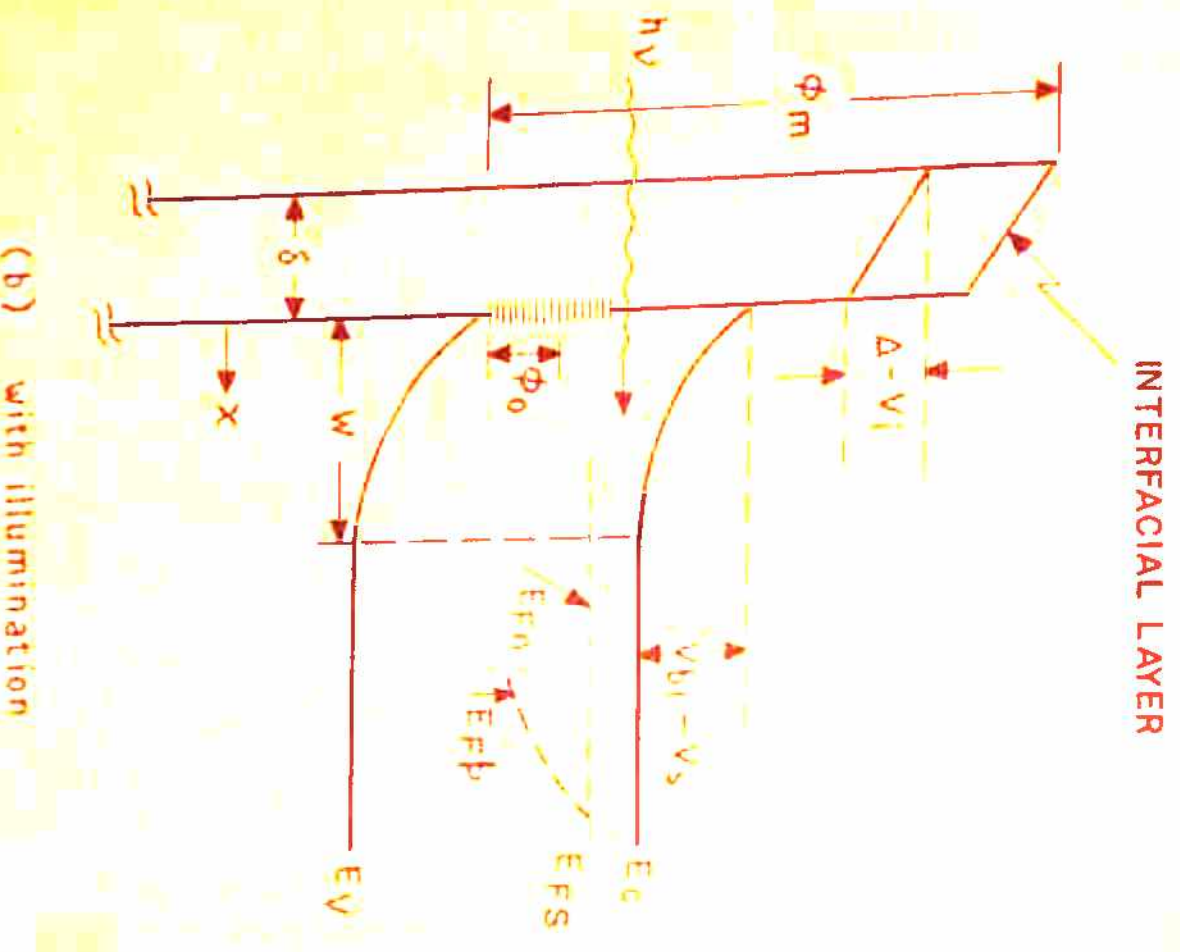 INTERFACIAL LAYER
Δ-Vi
ϕm
hν
Vbi-Vs
Ec
EFS
EFn
EFp
ϕo
δ
W
X
EV
(b) with illumination